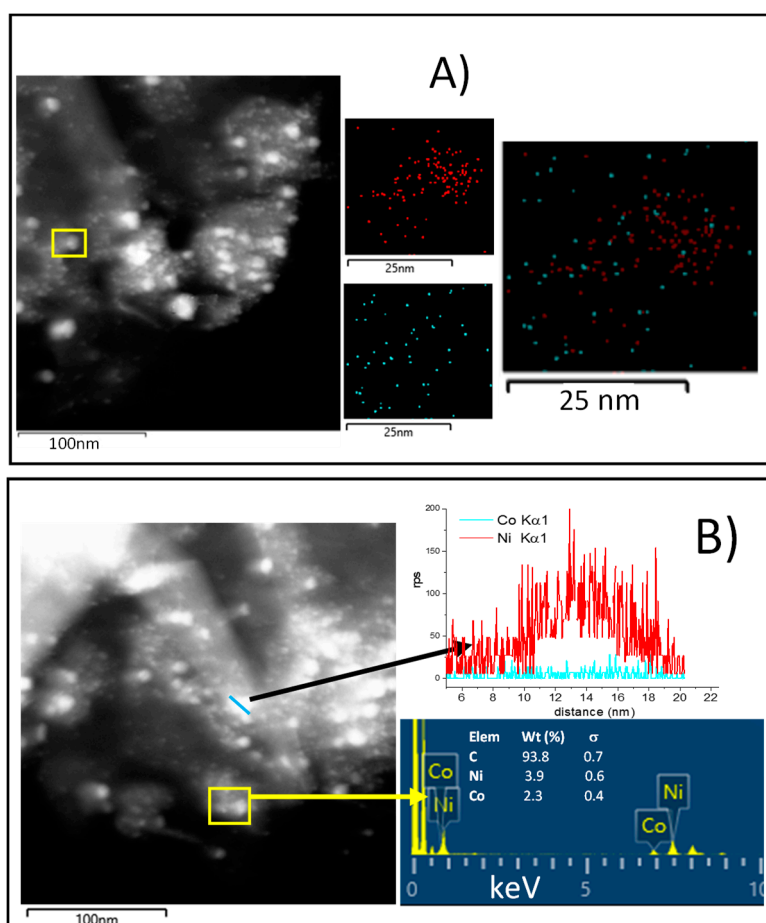 A)
100nm
25nm
25nm
25 nm
B)
Co Kα1
Ni Kα1
200
150
100
50
0
rps
5 6 8 10 12 14 16 18 20 22
distance (nm)
Elem Wt (%) σ
C 93.8 0.7
Ni 3.9 0.6
Co 2.3 0.4
Co
Ni
Ni
Co
0 5 10
keV
100nm